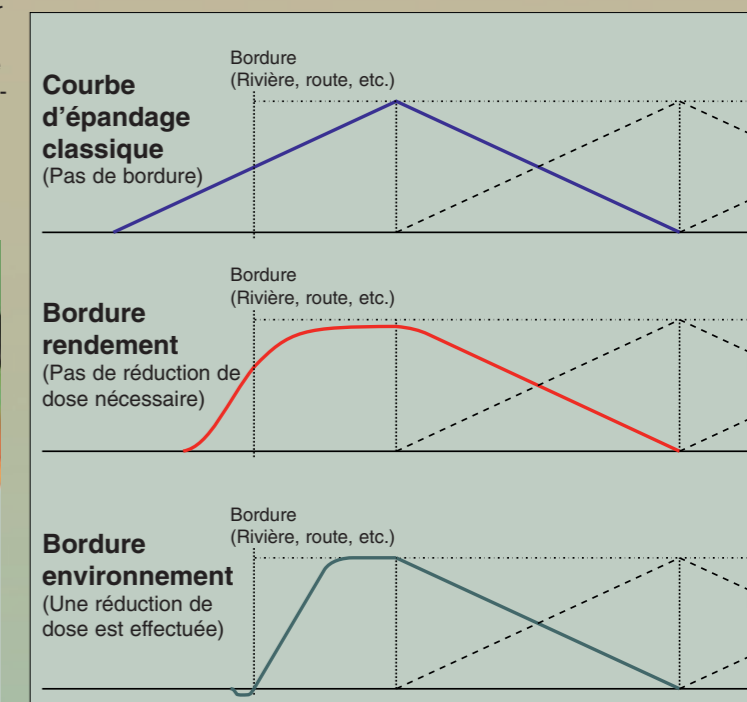 Bordure
(Rivière, route, etc.)
Courbe
d'épandage
classique
(Pas de bordure)
Bordure
(Rivière, route, etc.)
Bordure
rendement
(Pas de réduction de
dose nécessaire)
Bordure
(Rivière, route, etc.)
Bordure
environnement
(Une réduction de
dose est effectuée)